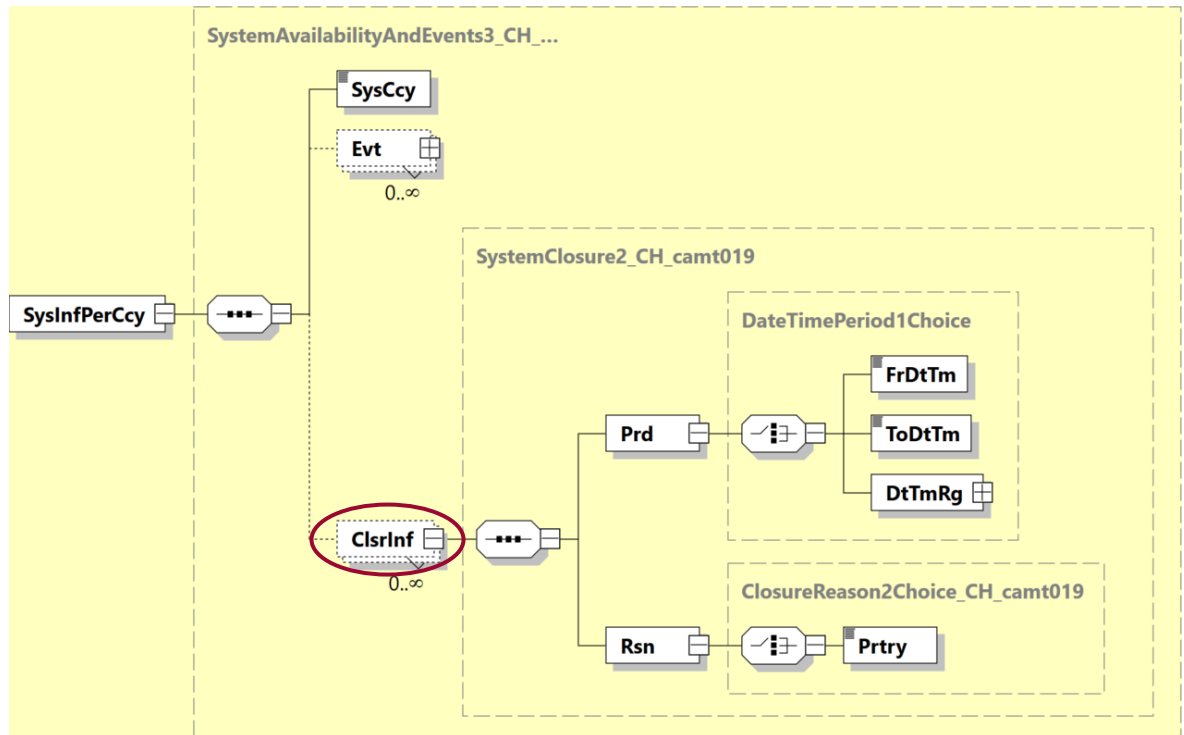 SystemAvailabilityAndEvents3_CH_...
SysCcy
Evt
0..∞
SystemClosure2_CH_camt019
SysInfPerCcy
DateTimePeriod1Choice
FrDtTm
Prd
ToDtTm
DtTmRg
ClsrInf
0..∞
ClosureReason2Choice_CH_camt019
Rsn
Prtry